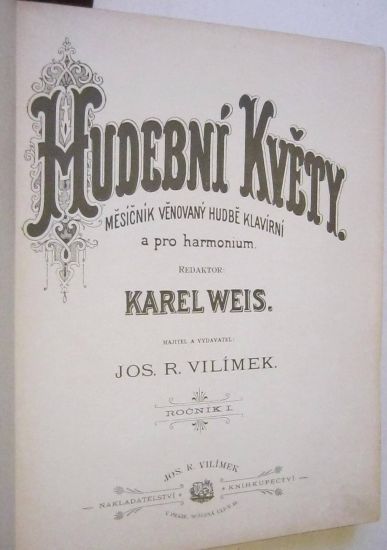 HUDEBNÍ KVĚTY.
MĚSÍČNÍK VĚNOVANÝ HUDBĚ KLAVÍRNÍ
a pro harmonium.
REDAKTOR:
KAREL WEIS.
MAJITEL A VYDAVATEL:
JOS. R. VILÍMEK.
ROČNÍK I.
JOS. R. VILÍMEK
NAKLADATELSTVÍ KNIHKUPECTVÍ
V PRAZE,